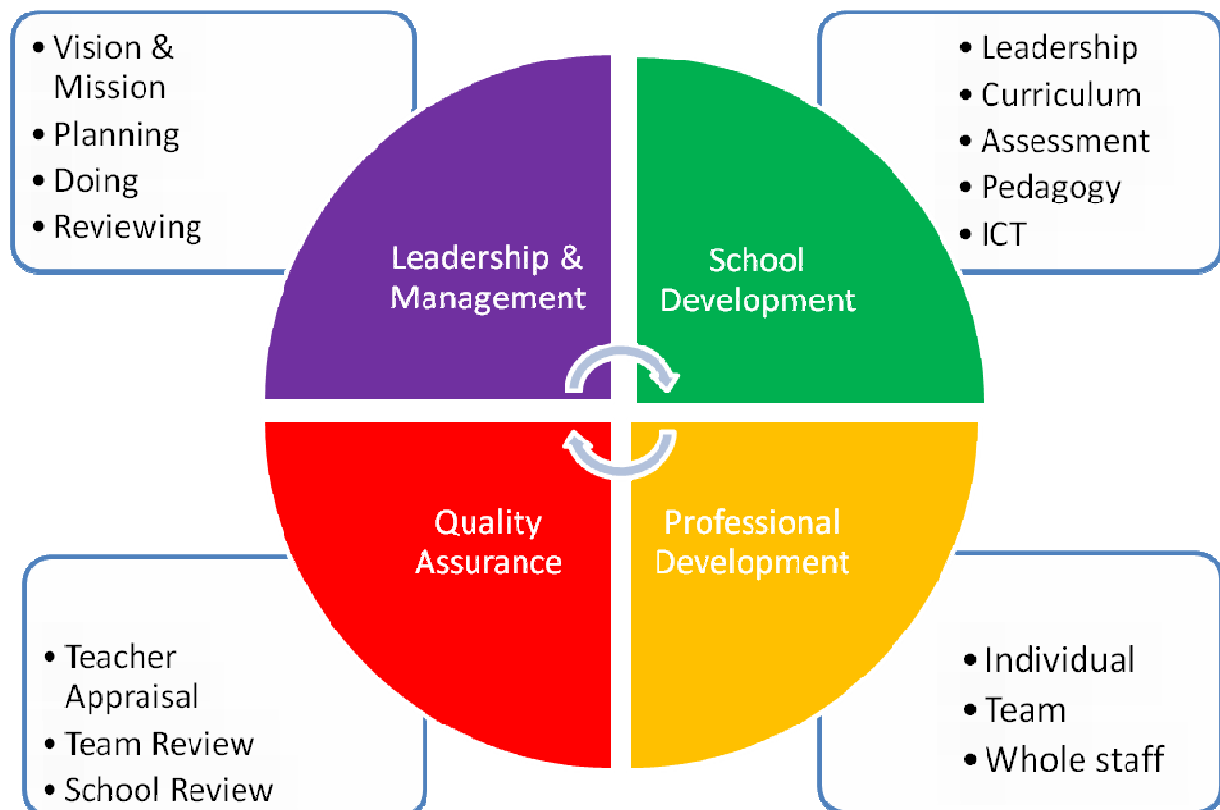 • Vision &
Mission
• Planning
• Doing
• Reviewing
• Leadership
• Curriculum
• Assessment
• Pedagogy
• ICT
Leadership &
Management
School
Development
Quality
Assurance
Professional
Development
• Teacher
Appraisal
• Team Review
• School Review
• Individual
• Team
• Whole staff